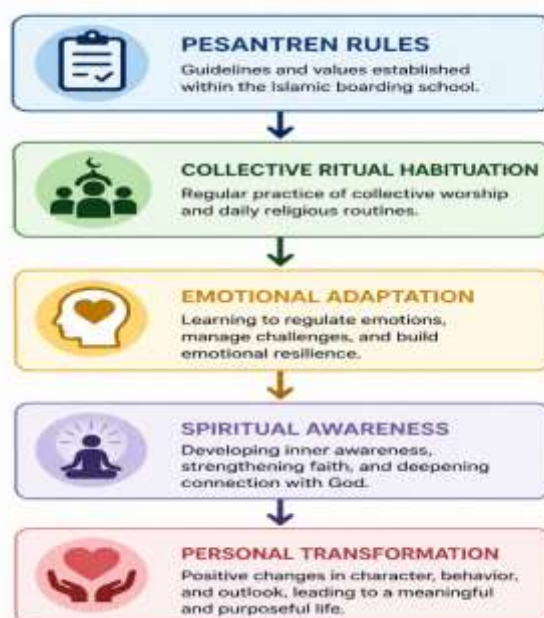 PESANTREN RULES
Guidelines and values established
within the Islamic boarding school.
COLLECTIVE RITUAL HABITUATION
Regular practice of collective worship
and daily religious routines.
EMOTIONAL ADAPTATION
Learning to regulate emotions,
manage challenges, and build
emotional resilience.
SPIRITUAL AWARENESS
Developing inner awareness,
strengthening faith, and deepening
connection with God.
PERSONAL TRANSFORMATION
Positive changes in character, behavior,
and outlook, leading to a meaningful
and purposeful life.